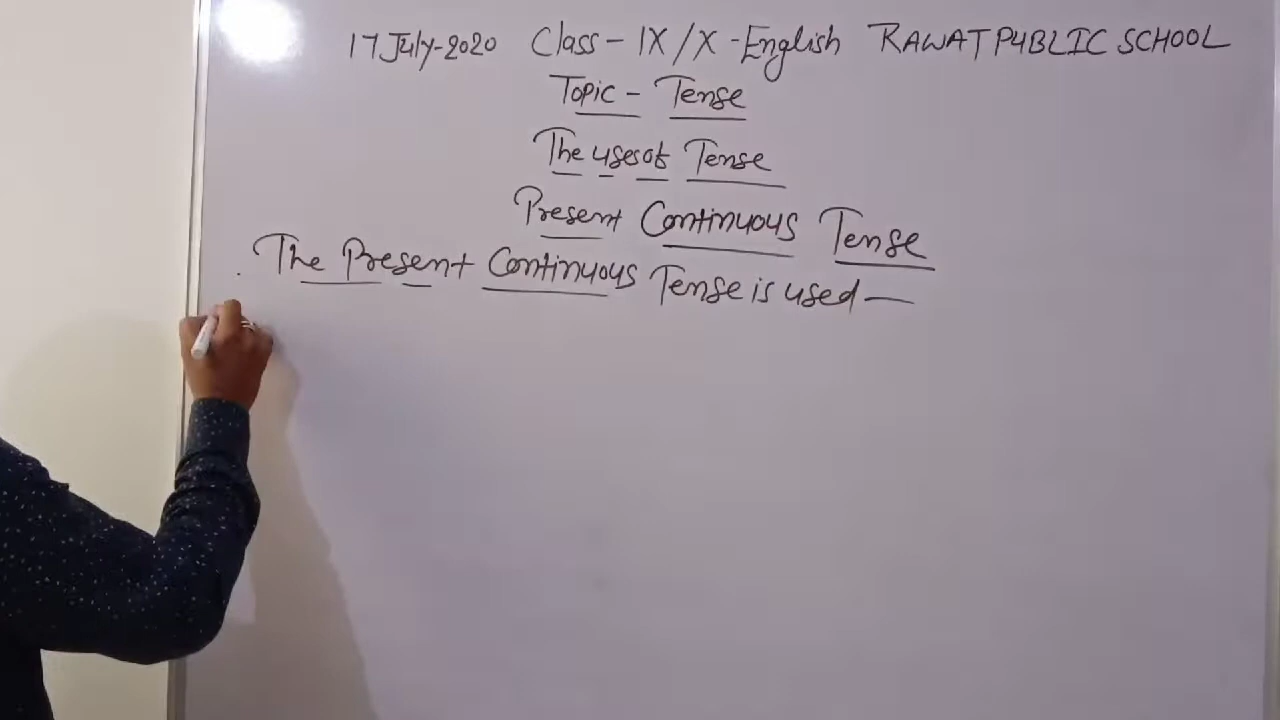 17 July-2020 Class - IX/X - English RAWAT PUBLIC SCHOOL
Topic - Tense
The uses of Tense
Present Continuous Tense
The Present Continuous Tense is used —